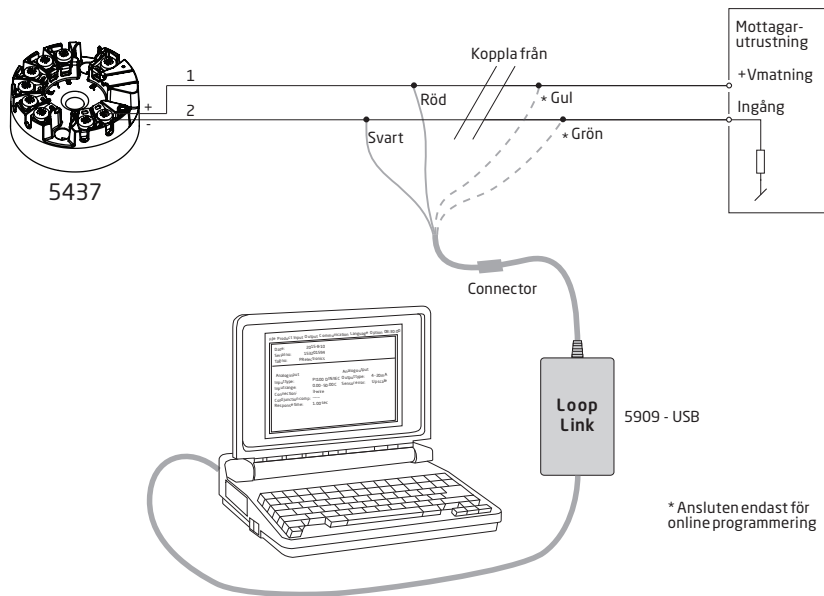 Mottagar-
utrustning
Koppla från
+Vmatning
1
Röd
* Gul
+
2
Ingång
-
Svart
* Grön
5437
Connector
Loop
Link
5909 - USB
* Ansluten endast för
online programmering